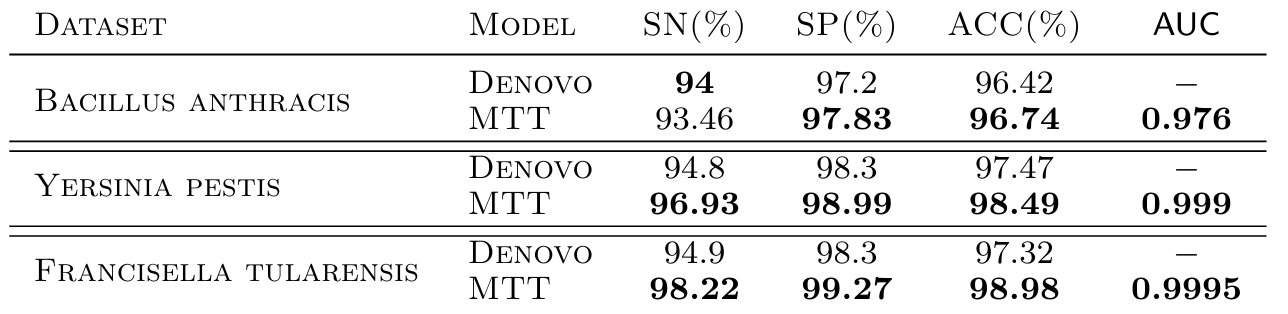 Dataset Model SN(%) SP(%) ACC(%) AUC
Bacillus anthracis Denovo 94 97.2 96.42 −
MTT 93.46 97.83 96.74 0.976
Yersinia pestis Denovo 94.8 98.3 97.47 −
MTT 96.93 98.99 98.49 0.999
Francisella tularensis Denovo 94.9 98.3 97.32 −
MTT 98.22 99.27 98.98 0.9995